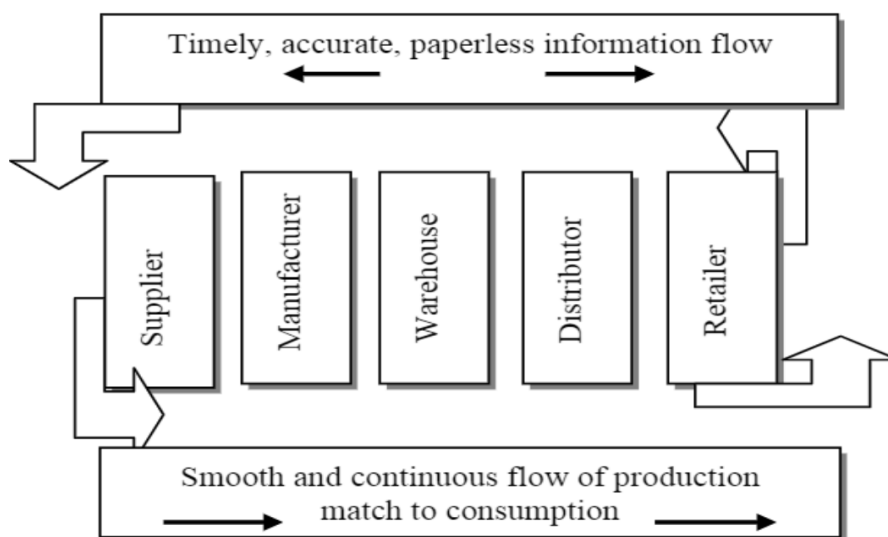 Timely, accurate, paperless information flow
Supplier
Manufacturer
Warehouse
Distributor
Retailer
Smooth and continuous flow of production
match to consumption